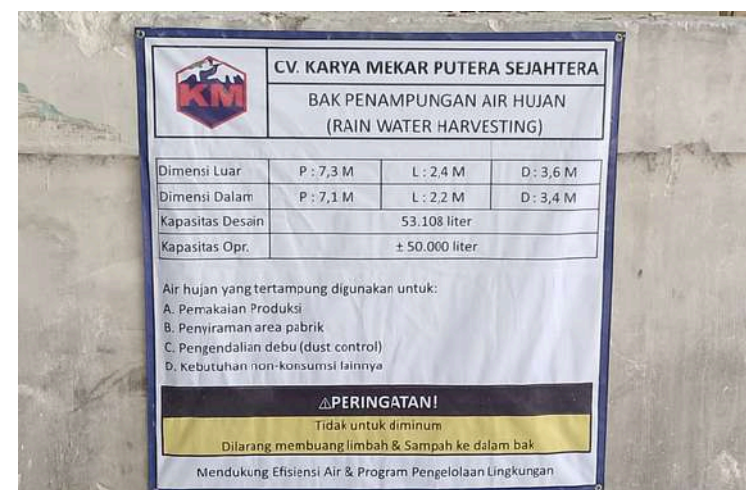 KM
CV. KARYA MEKAR PUTERA SEJAHTERA
BAK PENAMPUNGAN AIR HUJAN
(RAIN WATER HARVESTING)
Dimensi Luar P : 7,3 M L : 2,4 M D : 3,6 M
Dimensi Dalam P : 7,1 M L : 2,2 M D : 3,4 M
Kapasitas Desain 53.108 liter
Kapasitas Opr. ± 50.000 liter
Air hujan yang tertampung digunakan untuk:
A. Pemakaian Produksi
B. Penyiraman area pabrik
C. Pengendalian debu (dust control)
D. Kebutuhan non-konsumsi lainnya
⚠PERINGATAN!
Tidak untuk diminum
Dilarang membuang limbah & Sampah ke dalam bak
Mendukung Efisiensi Air & Program Pengelolaan Lingkungan